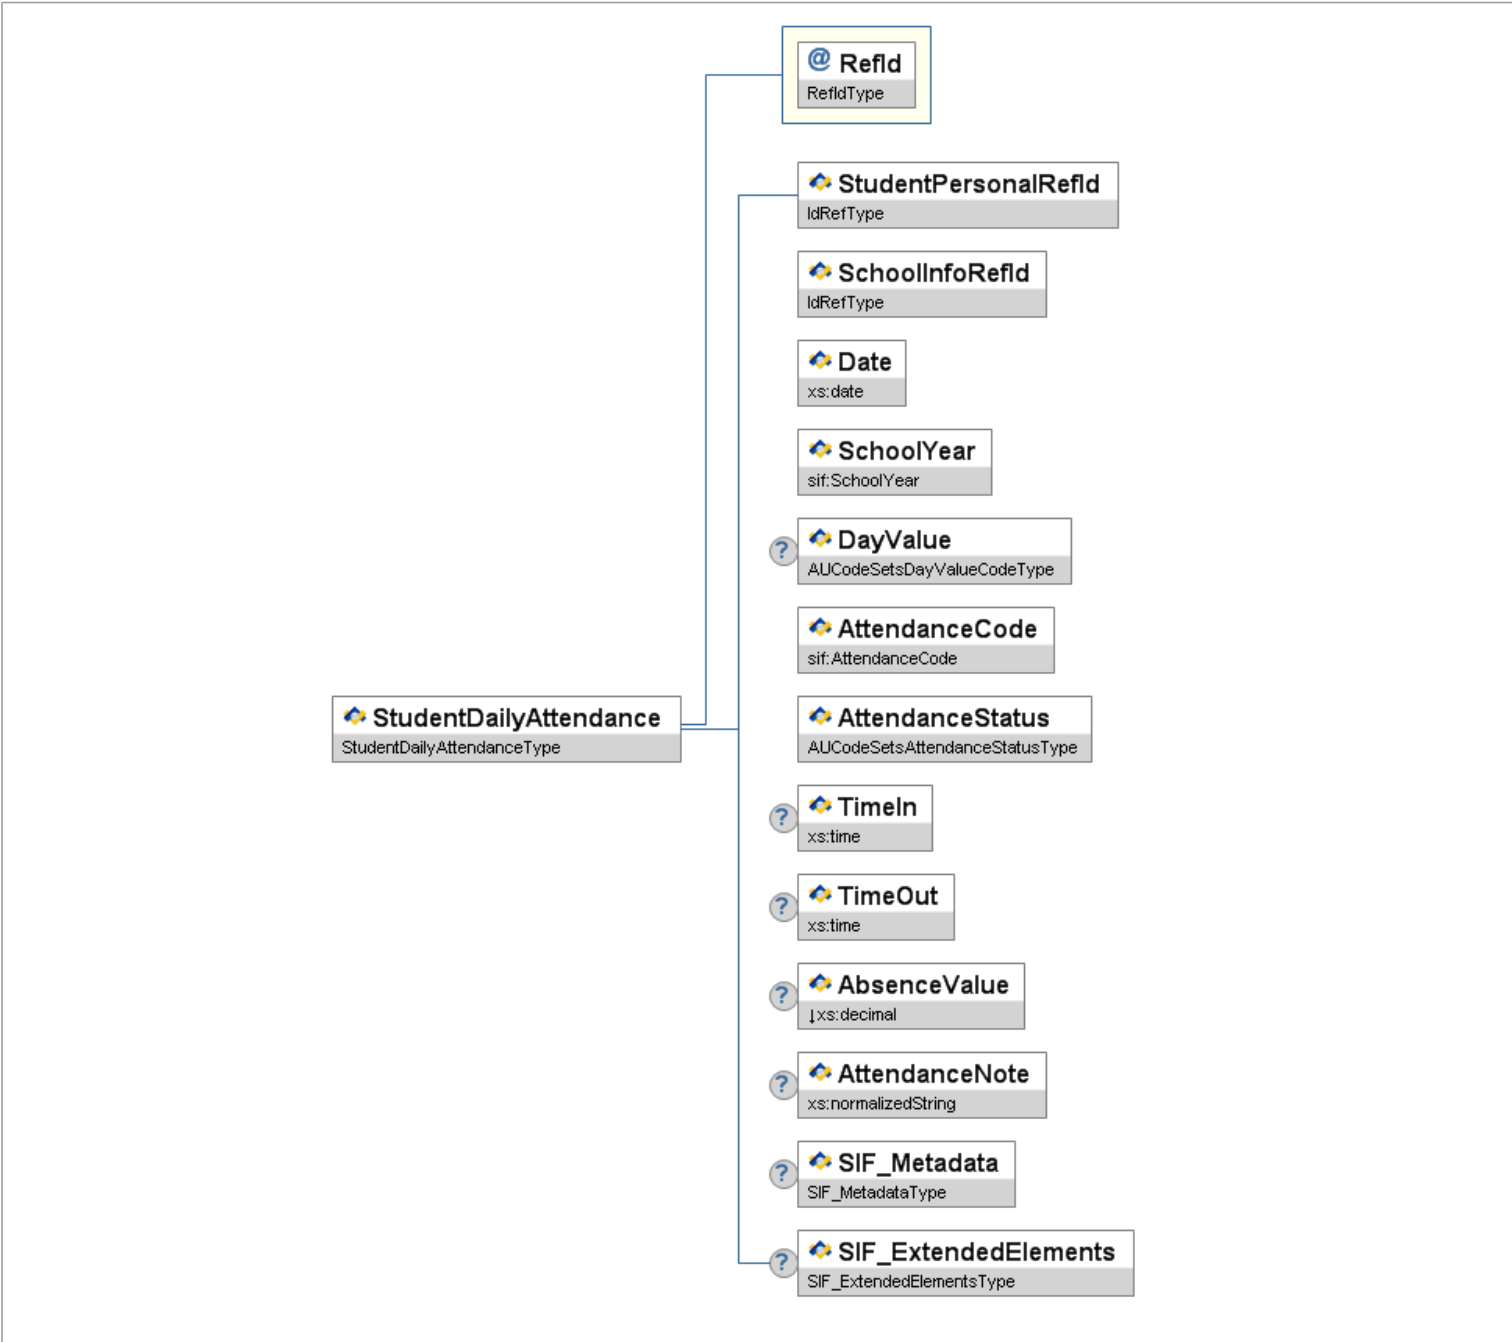 @ RefId
RefIdType
StudentPersonalRefId
IdRefType
SchoolInfoRefId
IdRefType
Date
xs:date
SchoolYear
sif:SchoolYear
? DayValue
AUCodeSetsDayValueCodeType
AttendanceCode
sif:AttendanceCode
StudentDailyAttendance
StudentDailyAttendanceType
AttendanceStatus
AUCodeSetsAttendanceStatusType
? TimeIn
xs:time
? TimeOut
xs:time
? AbsenceValue
↓xs:decimal
? AttendanceNote
xs:normalizedString
? SIF_Metadata
SIF_MetadataType
? SIF_ExtendedElements
SIF_ExtendedElementsType